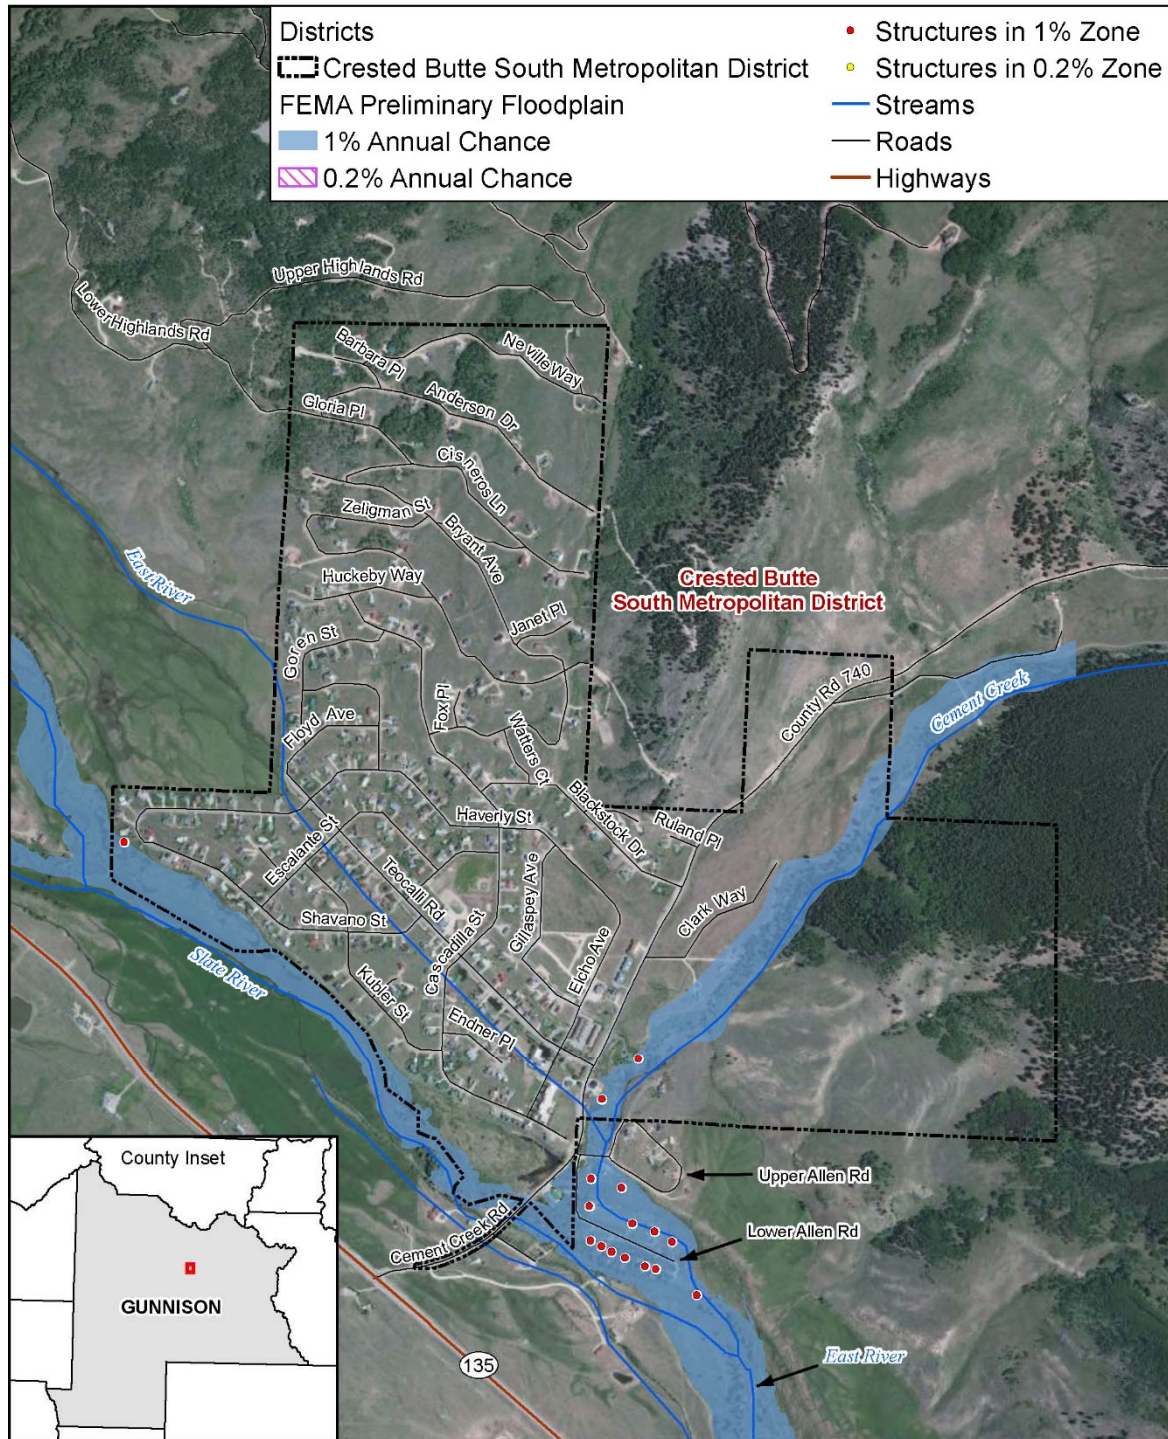 Districts
Crested Butte South Metropolitan District
FEMA Preliminary Floodplain
1% Annual Chance
0.2% Annual Chance
Structures in 1% Zone
Structures in 0.2% Zone
Streams
Roads
Highways
Upper Highlands Rd
Lower Highlands Rd
Barbara Pl
Neville Way
Gloria Pl
Anderson Dr
Cisneros Ln
Zeligman St
Bryant Ave
East River
Huckeby Way
Crested Butte
South Metropolitan District
Janet Pl
Goren St
Fox Pl
County Rd 740
Cement Creek
Floyd Ave
Watters Ct
Blackstock Dr
Haverly St
Ruland Pl
Escalante St
Teocalli Rd
Gillaspey Ave
Clark Way
Shavano St
Cascadilla St
Elcho Ave
Slate River
Kubler St
Endner Pl
County Inset
GUNNISON
Upper Allen Rd
Lower Allen Rd
Cement Creek Rd
135
East River